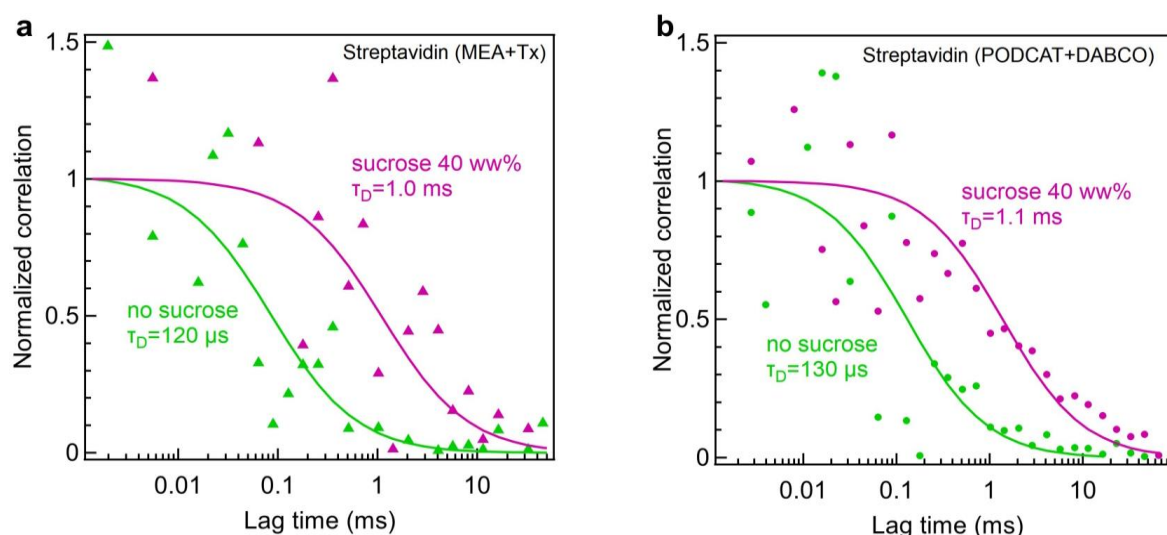 a
Streptavidin (MEA+Tx)
1.5
1
0.5
0
Normalized correlation
sucrose 40 ww%
τD=1.0 ms
no sucrose
τD=120 µs
0.01
0.1
1
10
Lag time (ms)
b
Streptavidin (PODCAT+DABCO)
1.5
1
0.5
0
Normalized correlation
sucrose 40 ww%
τD=1.1 ms
no sucrose
τD=130 µs
0.01
0.1
1
10
Lag time (ms)